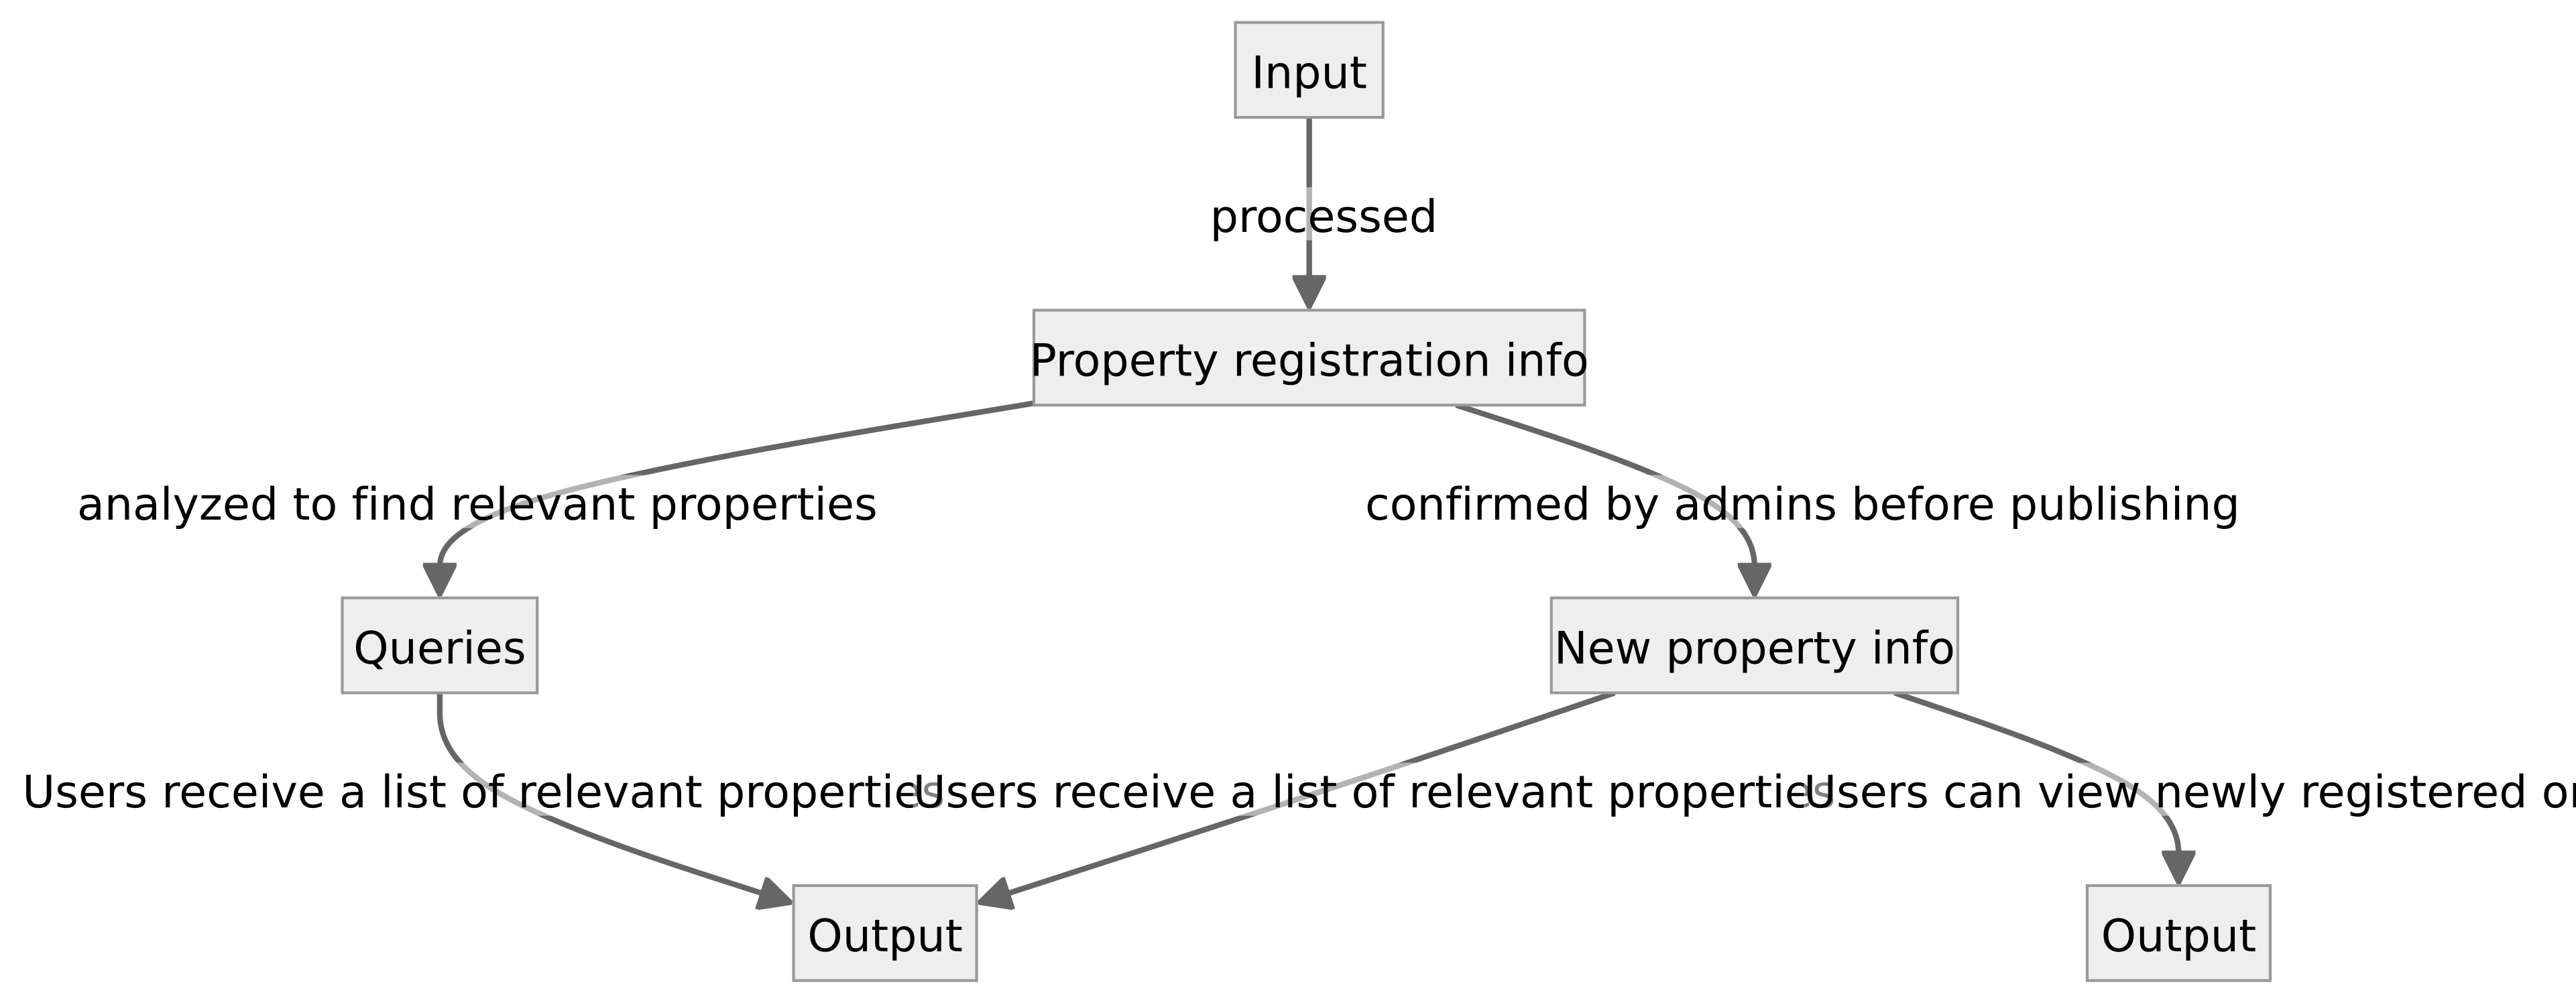 Input
processed
Property registration info
analyzed to find relevant properties
confirmed by admins before publishing
Queries
New property info
Users receive a list of relevant properties
Users receive a list of relevant properties
Users can view newly registered
Output
Output